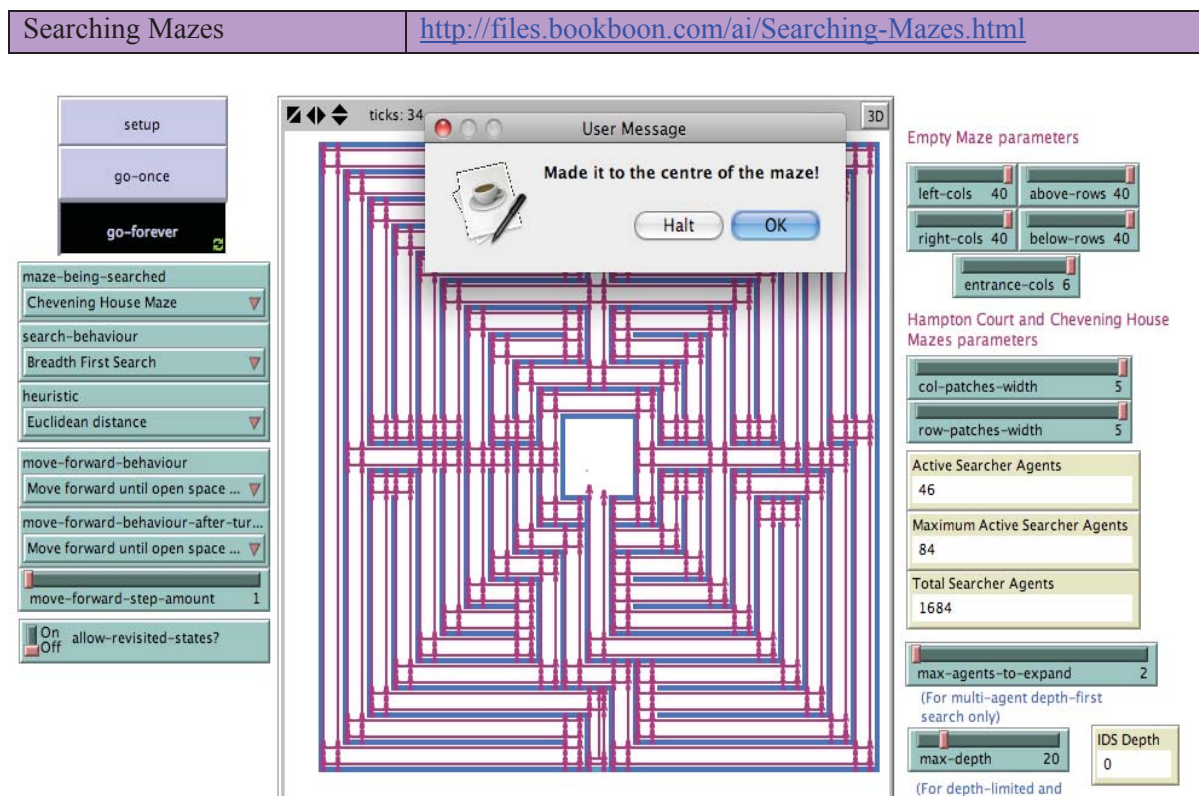 Searching Mazes http://files.bookboon.com/ai/Searching-Mazes.html
setup
go-once
go-forever
maze-being-searched
Chevening House Maze
search-behaviour
Breadth First Search
heuristic
Euclidean distance
move-forward-behaviour
Move forward until open space ...
move-forward-behaviour-after-tur...
Move forward until open space ...
move-forward-step-amount 1
On
Off
allow-revisited-states?
ticks: 34
3D
User Message
Made it to the centre of the maze!
Halt OK
Empty Maze parameters
left-cols 40 above-rows 40
right-cols 40 below-rows 40
entrance-cols 6
Hampton Court and Chevening House
Mazes parameters
col-patches-width 5
row-patches-width 5
Active Searcher Agents
46
Maximum Active Searcher Agents
84
Total Searcher Agents
1684
max-agents-to-expand 2
(For multi-agent depth-first
search only)
max-depth 20
IDS Depth
0
(For depth-limited and